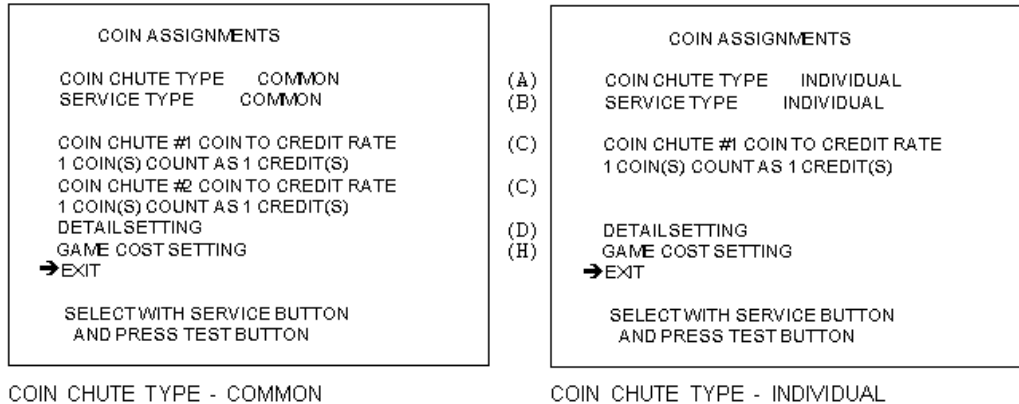 COIN ASSIGNMENTS
COIN CHUTE TYPE COMMON
SERVICE TYPE COMMON
COIN CHUTE #1 COIN TO CREDIT RATE
1 COIN(S) COUNT AS 1 CREDIT(S)
COIN CHUTE #2 COIN TO CREDIT RATE
1 COIN(S) COUNT AS 1 CREDIT(S)
DETAIL SETTING
GAME COST SETTING
➔EXIT
SELECT WITH SERVICE BUTTON
AND PRESS TEST BUTTON
COIN CHUTE TYPE - COMMON
(A)
(B)
(C)
(C)
(D)
(H)
COIN ASSIGNMENTS
COIN CHUTE TYPE INDIVIDUAL
SERVICE TYPE INDIVIDUAL
COIN CHUTE #1 COIN TO CREDIT RATE
1 COIN(S) COUNT AS 1 CREDIT(S)
DETAIL SETTING
GAME COST SETTING
➔EXIT
SELECT WITH SERVICE BUTTON
AND PRESS TEST BUTTON
COIN CHUTE TYPE - INDIVIDUAL